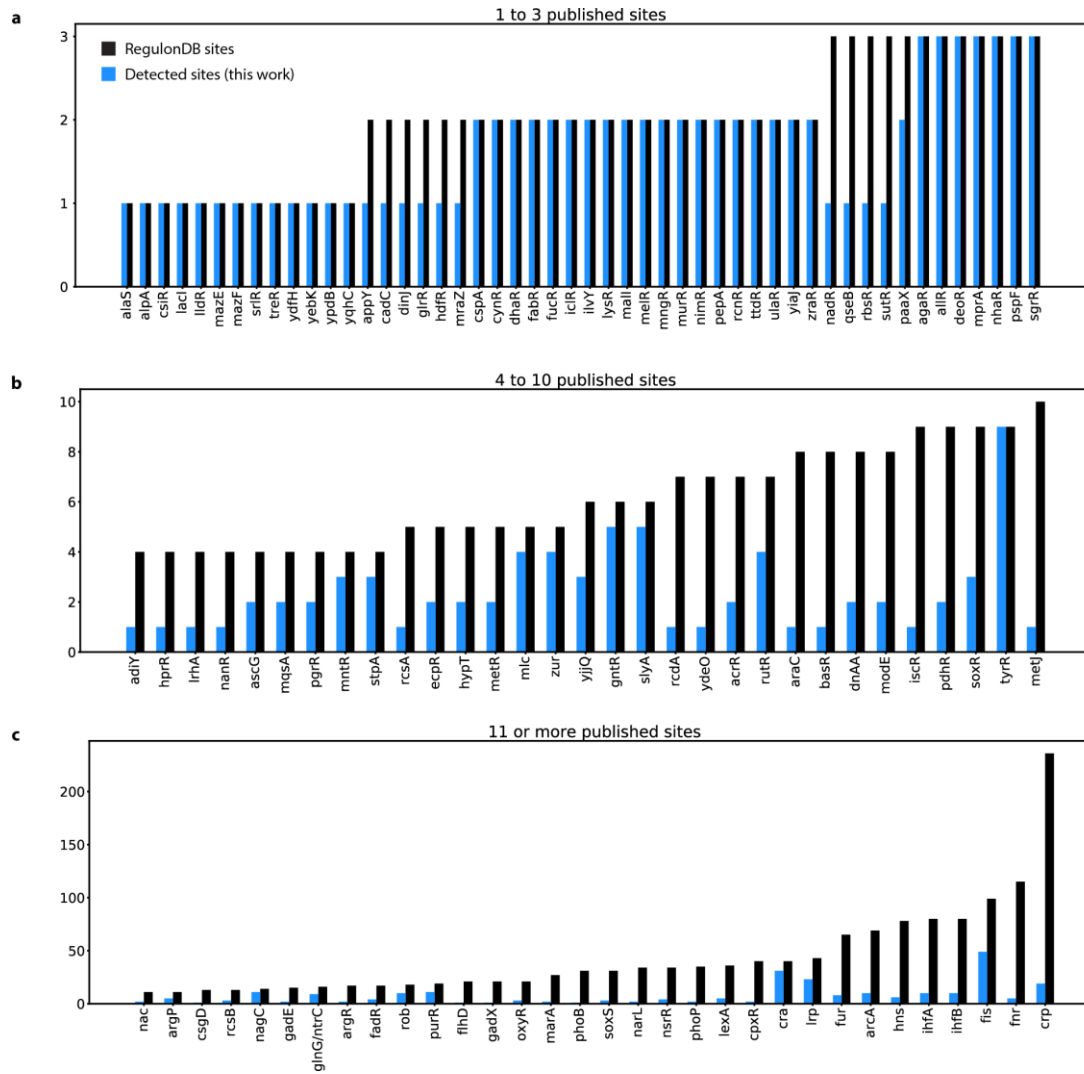 a
1 to 3 published sites
RegulonDB sites
Detected sites (this work)
3
2
1
0
alaS alpA csiR lacI lldR mazE mazF srlR treR ydfH yebK ypdB yqhC appY cadC dinJ glrR hdfR mraZ cspA cynR dhaR fabR fucR iclR ilvY lysR malI melR mngR murR nimR pepA rcnR ttdR ulaR yiaJ zraR nadR qseB rbsR sutR paaX agaR allR deoR mprA nhaR pspF sgrR
b
4 to 10 published sites
10
8
6
4
2
0
adiY hprR lrhA nanR ascG mqsA pgrR mntR stpA rcsA ecpR hypT metR mlc zur yjjQ gntR slyA rcdA ydeO acrR rutR araC basR dnAA modE iscR pdhR soxR tyrR metJ
c
11 or more published sites
200
150
100
50
0
nac argP csgD rcsB nagC gadE glnG/ntrC argR fadR rob purR flhD gadX oxyR marA phoB soxS narL nsrR phoP lexA cpxR cra lrp fur arcA hns ihfA ihfB fis fnr crp